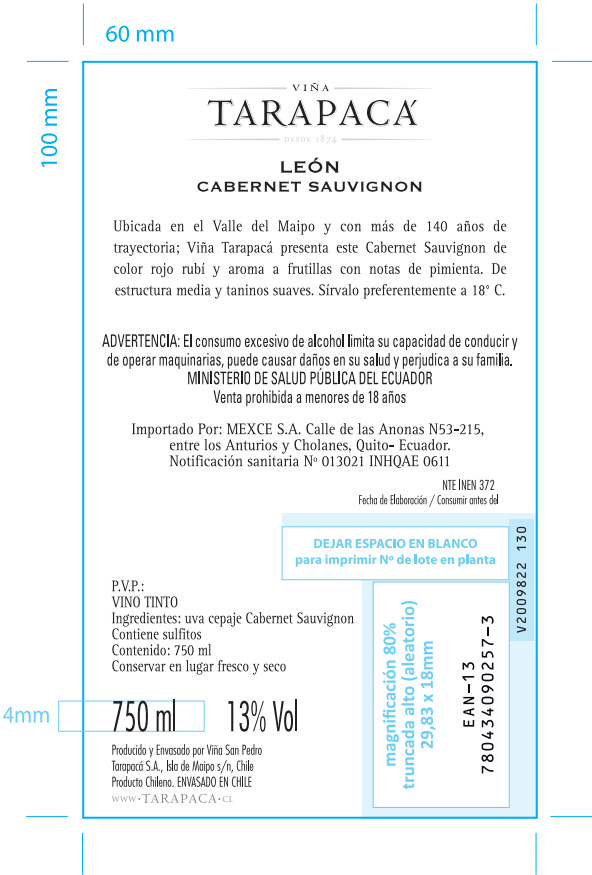 60 mm
100 mm
VIÑA
TARAPACÁ
DESDE 1874
LEÓN
CABERNET SAUVIGNON
Ubicada en el Valle del Maipo y con más de 140 años de
trayectoria; Viña Tarapacá presenta este Cabernet Sauvignon de
color rojo rubí y aroma a frutillas con notas de pimienta. De
estructura media y taninos suaves. Sírvalo preferentemente a 18° C.
ADVERTENCIA: El consumo excesivo de alcohol limita su capacidad de conducir y
de operar maquinarias, puede causar daños en su salud y perjudica a su familia.
MINISTERIO DE SALUD PÚBLICA DEL ECUADOR
Venta prohibida a menores de 18 años
Importado Por: MEXCE S.A. Calle de las Anonas N53-215,
entre los Anturios y Cholanes, Quito- Ecuador.
Notificación sanitaria Nº 013021 INHQAE 0611
NTE INEN 372
Fecha de Elaboración / Consumir antes del
DEJAR ESPACIO EN BLANCO
para imprimir Nº de lote en planta
V2009822 130
P.V.P.:
VINO TINTO
Ingredientes: uva cepaje Cabernet Sauvignon
Contiene sulfitos
Contenido: 750 ml
Conservar en lugar fresco y seco
magnificación 80%
truncada alto (aleatorio)
29,83 x 18mm
EAN-13
780434090257-3
4mm
750 ml 13% Vol
Producido y Envasado por Viña San Pedro
Tarapacá S.A., Isla de Maipo s/n, Chile
Producto Chileno. ENVASADO EN CHILE
WWW•TARAPACA•CL